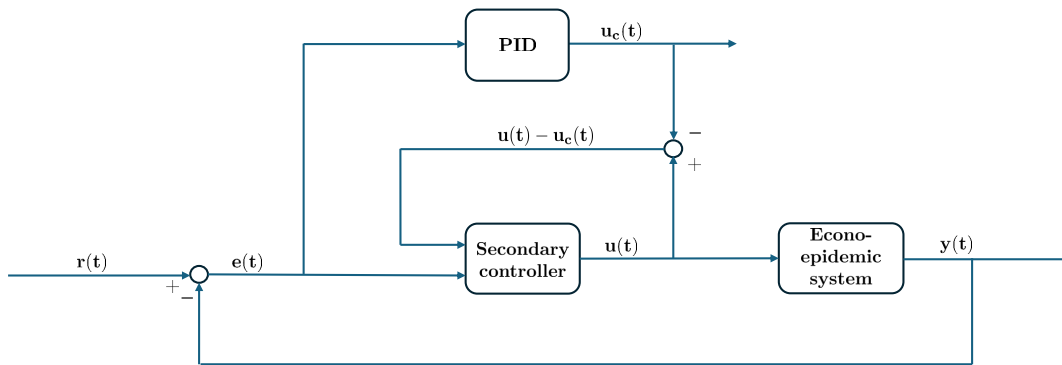 PID
u_c(t)
−
u(t) − u_c(t)
+
Secondary
controller
u(t)
Econo-
epidemic
system
y(t)
r(t)
+
−
e(t)